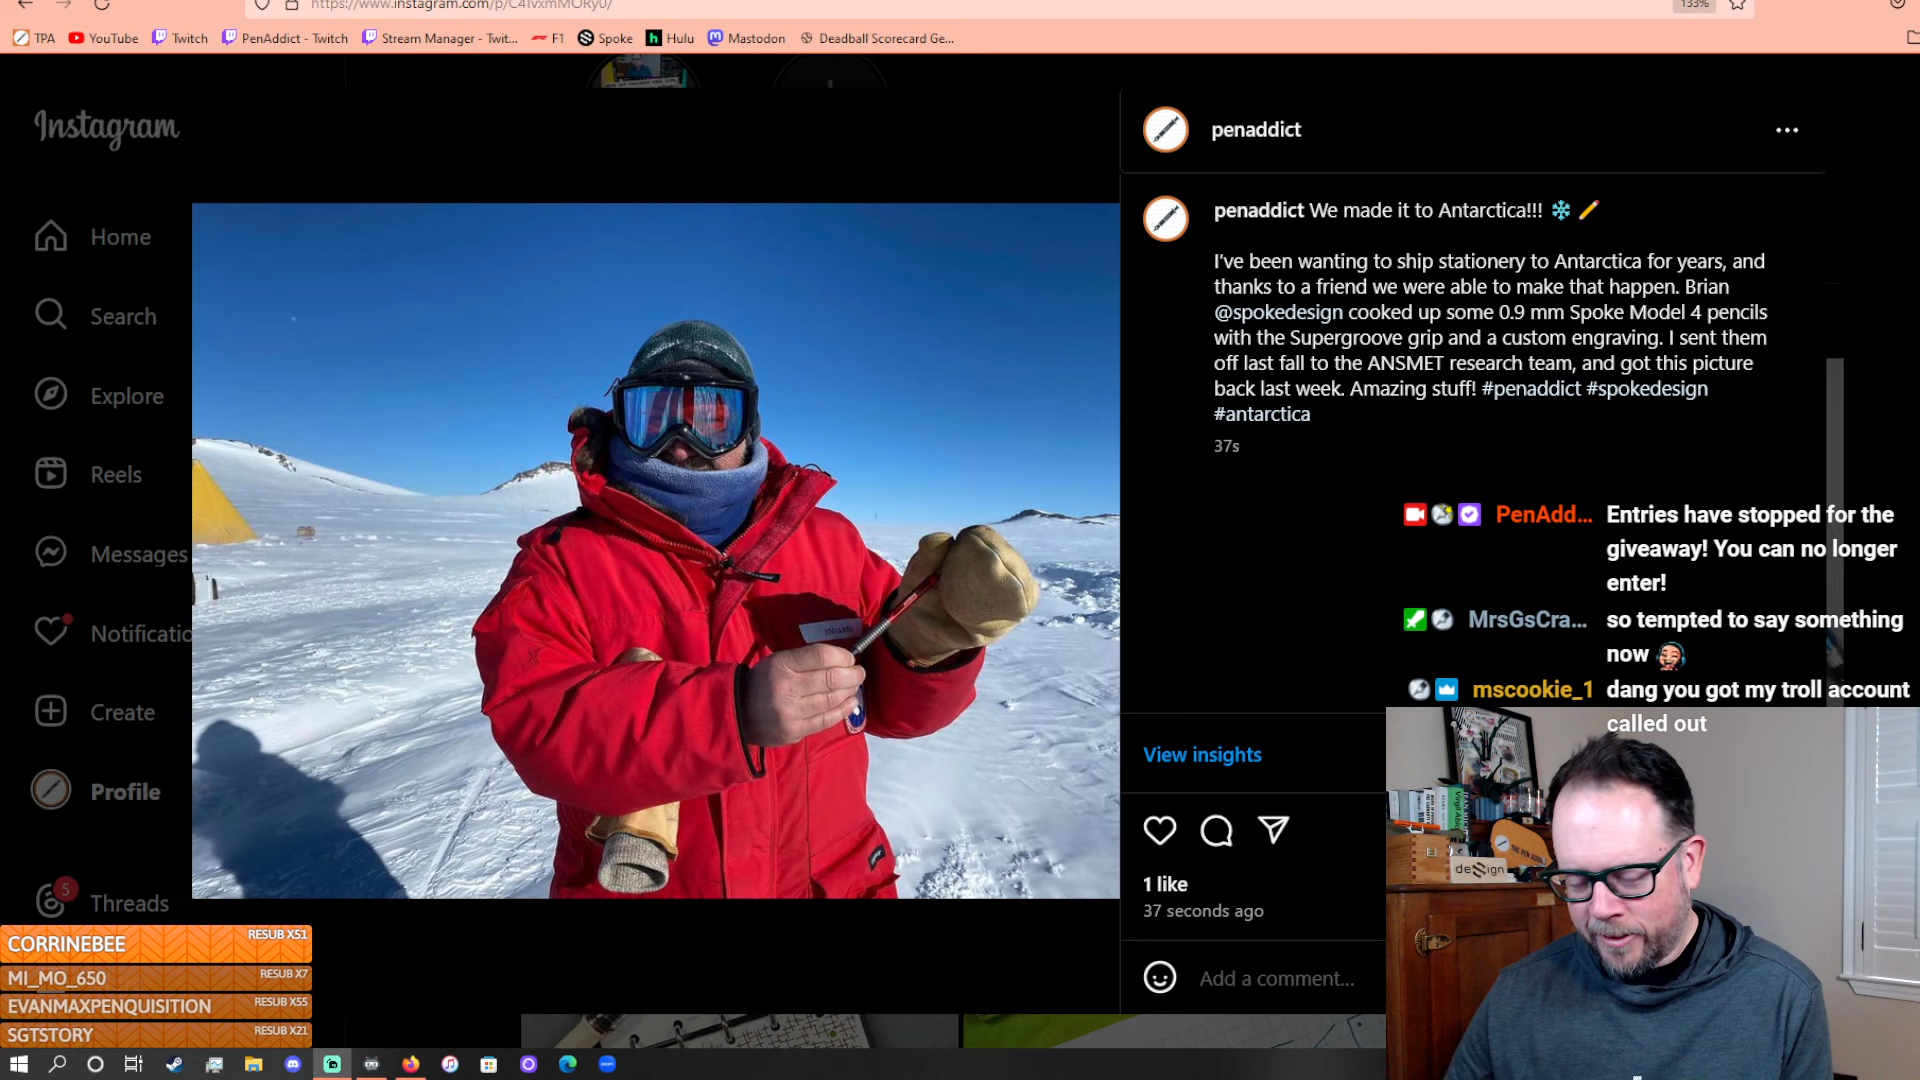 https://www.instagram.com/p/C4IvxmMORy0/
133%
TPA
YouTube
Twitch
PenAddict - Twitch
Stream Manager - Twit...
F1
Spoke
Hulu
Mastodon
Deadball Scorecard Ge...
Instagram
Home
Search
Explore
Reels
Messages
Notificatio
Create
Profile
5
Threads
penaddict
penaddict We made it to Antarctica!!! ❄️ ✏️
I've been wanting to ship stationery to Antarctica for years, and
thanks to a friend we were able to make that happen. Brian
@spokedesign cooked up some 0.9 mm Spoke Model 4 pencils
with the Supergroove grip and a custom engraving. I sent them
off last fall to the ANSMET research team, and got this picture
back last week. Amazing stuff! #penaddict #spokedesign
#antarctica
37s
PenAdd... Entries have stopped for the
giveaway! You can no longer
enter!
MrsGsCra... so tempted to say something
now
mscookie_1 dang you got my troll account
called out
View insights
1 like
37 seconds ago
Add a comment...
THE PEN ADDICT
design
CORRINEBEE RESUB X51
MI_MO_650 RESUB X7
EVANMAXPENQUISITION RESUB X55
SGTSTORY RESUB X21